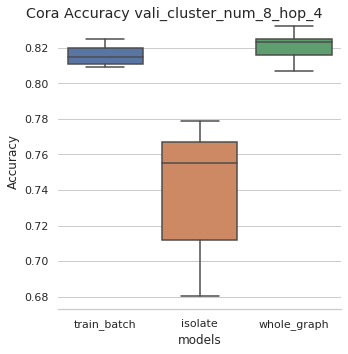 Cora Accuracy vali_cluster_num_8_hop_4
0.82
0.80
0.78
0.76
0.74
0.72
0.70
0.68
Accuracy
train_batch isolate whole_graph
models